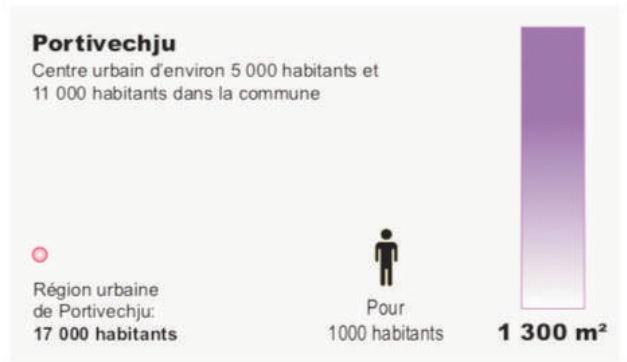 Portivechju
Centre urbain d'environ 5 000 habitants et
11 000 habitants dans la commune
Région urbaine
de Portivechju:
17 000 habitants
Pour
1000 habitants
1 300 m²